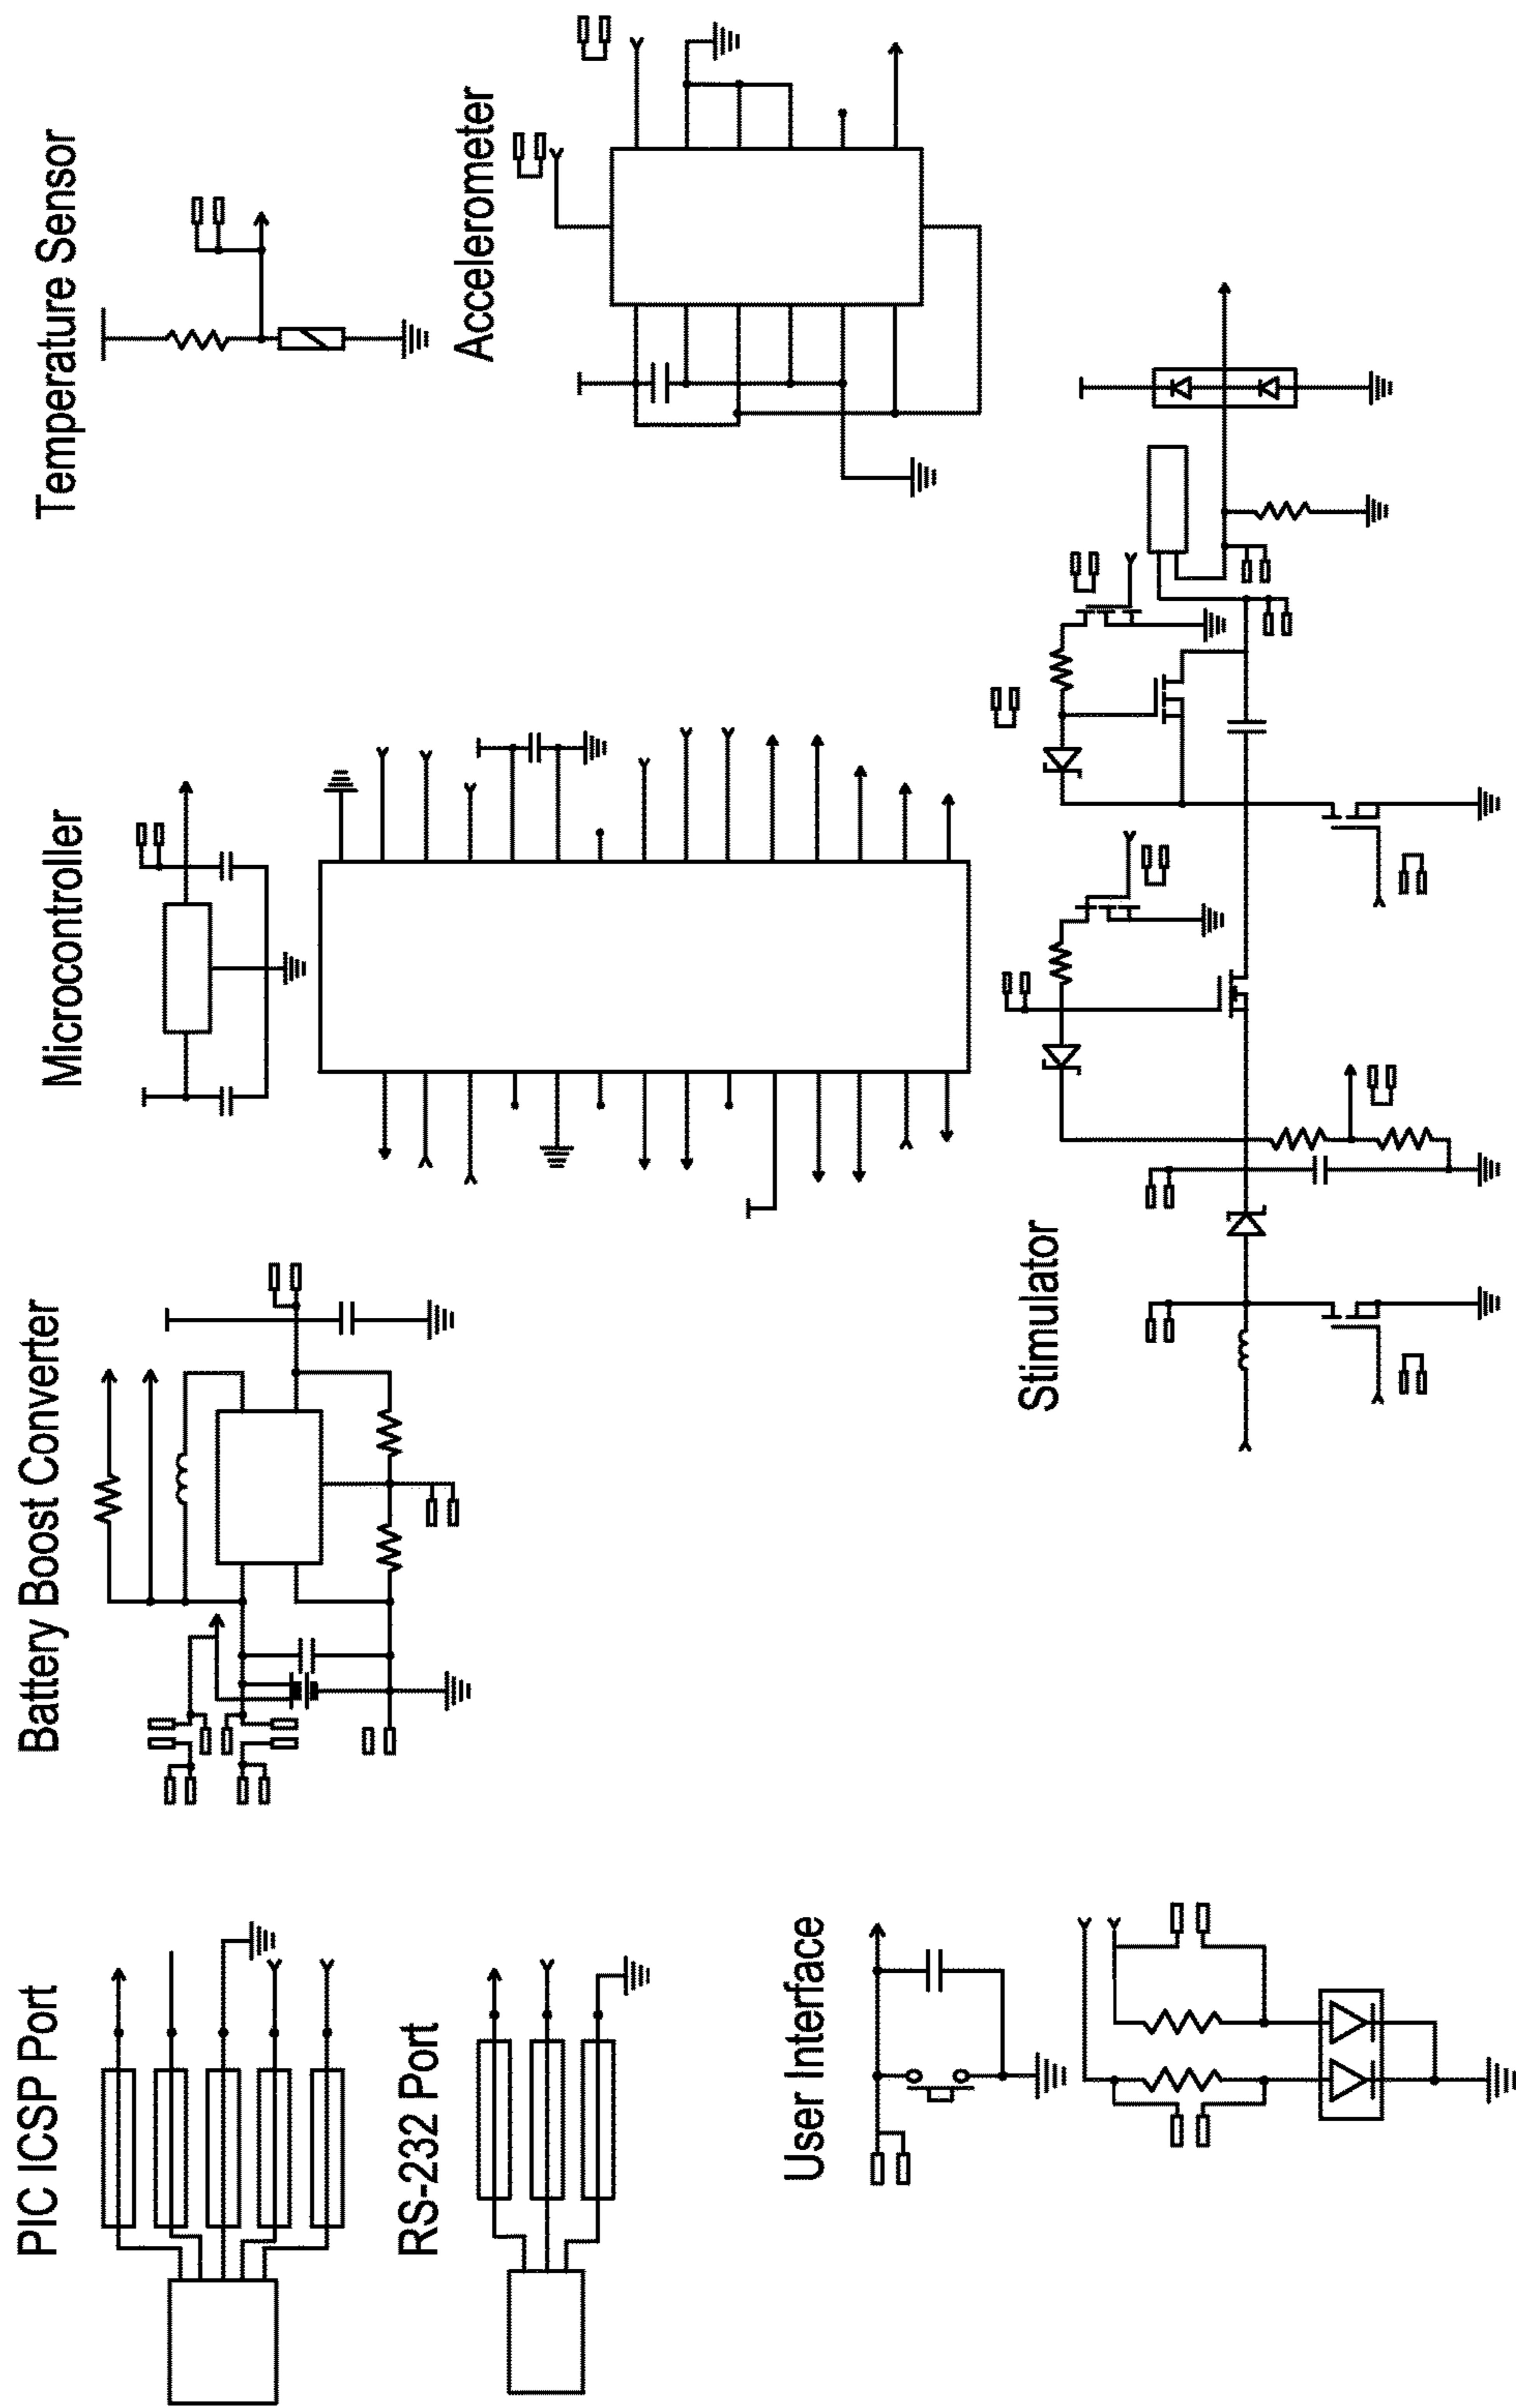 PIC ICSP Port
Battery Boost Converter
Microcontroller
Temperature Sensor
RS-232 Port
Accelerometer
User Interface
Stimulator